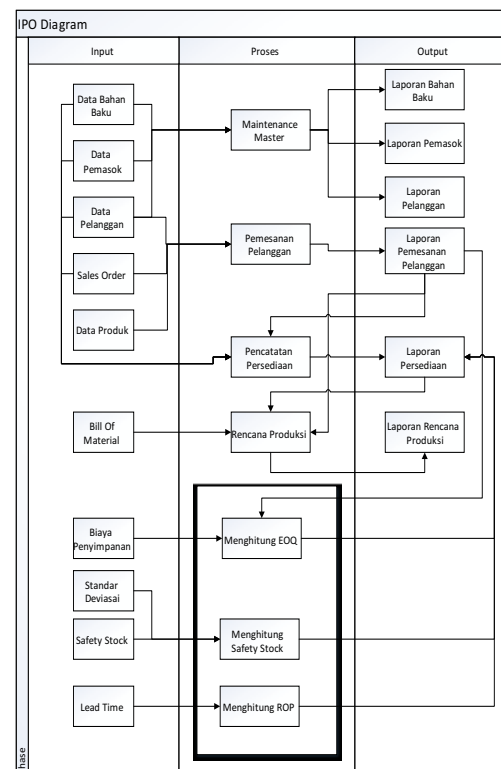 IPO Diagram
Input
Proses
Output
Data Bahan
Baku
Data
Pemasok
Data
Pelanggan
Sales Order
Data Produk
Bill Of
Material
Biaya
Penyimpanan
Standar
Deviasai
Safety Stock
Lead Time
Maintenance
Master
Pemesanan
Pelanggan
Pencatatan
Persediaan
Rencana Produksi
Menghitung EOQ
Menghitung
Safety Stock
Menghitung ROP
Laporan Bahan
Baku
Laporan Pemasok
Laporan
Pelanggan
Laporan
Pemesanan
Pelanggan
Laporan
Persediaan
Laporan Rencana
Produksi
hase